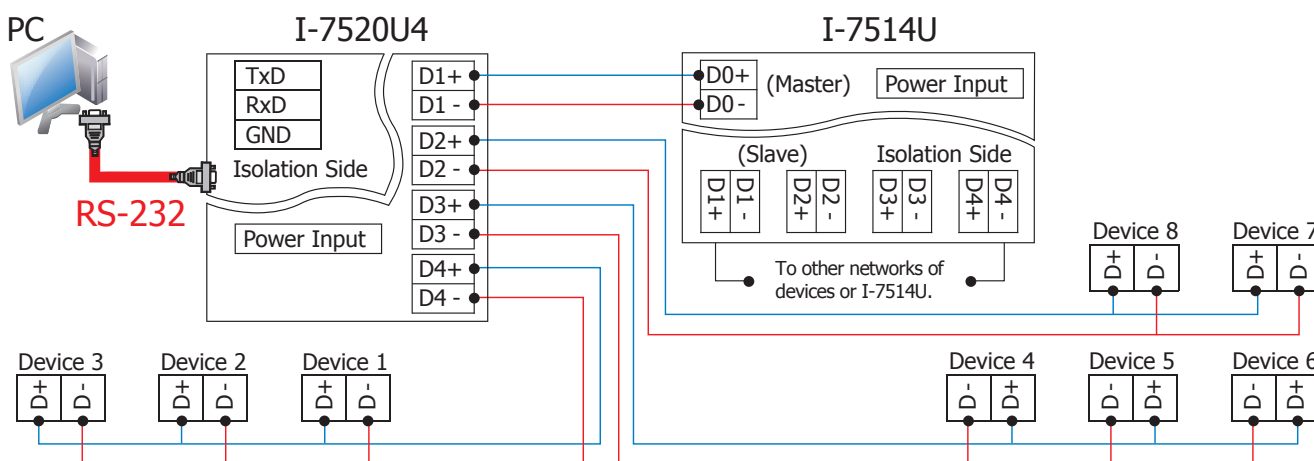 PC
I-7520U4
I-7514U
TxD
RxD
GND
Isolation Side
Power Input
D1+
D1 -
D2+
D2 -
D3+
D3 -
D4+
D4 -
RS-232
D0+
D0 -
(Master)
Power Input
(Slave)
Isolation Side
D1+
D1 -
D2+
D2 -
D3+
D3 -
D4+
D4 -
To other networks of
devices or I-7514U.
Device 8
D+
D-
Device 7
D+
D-
Device 3
D+
D-
Device 2
D+
D-
Device 1
D+
D-
Device 4
D-
D+
Device 5
D-
D+
Device 6
D-
D+